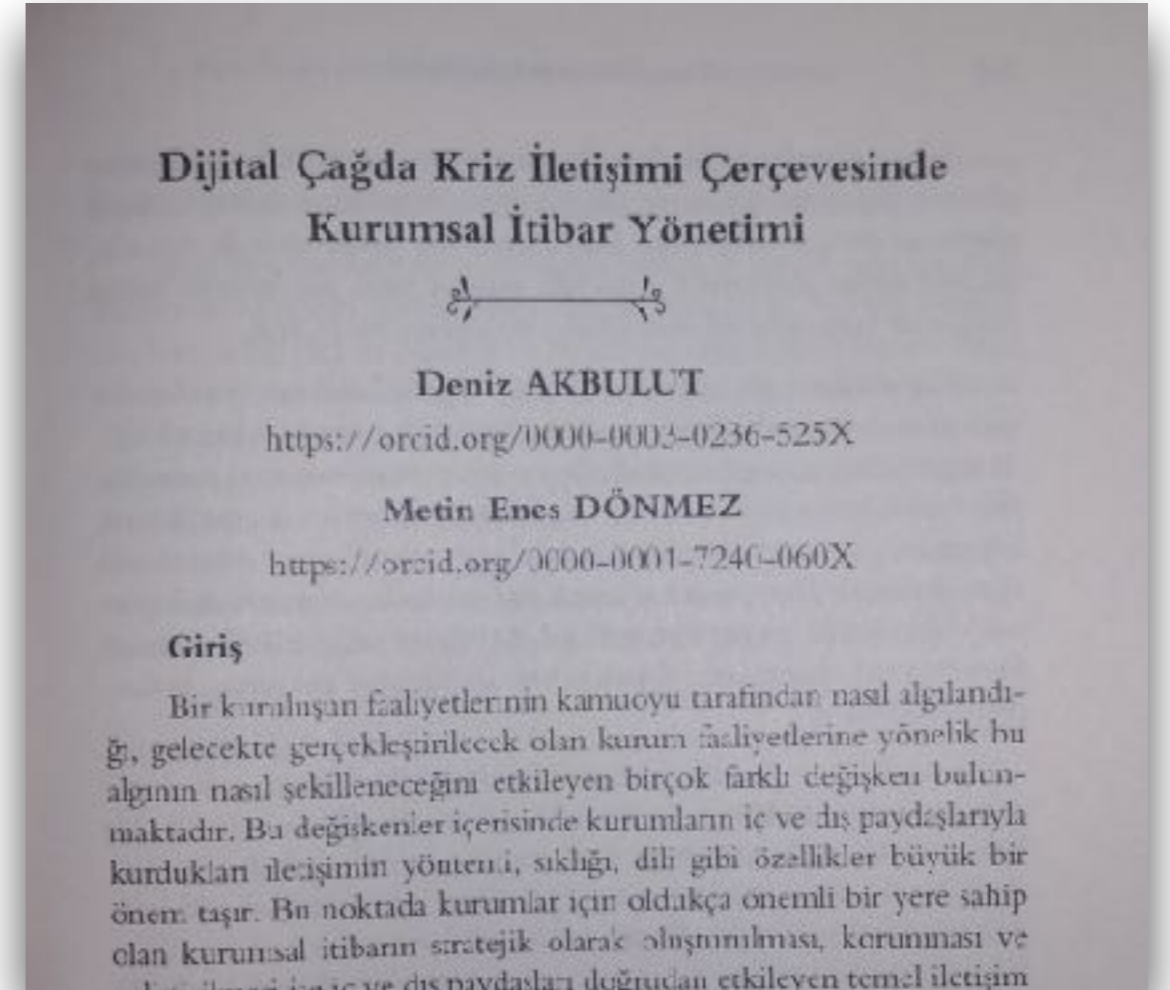 Dijital Çağda Kriz İletişimi Çerçevesinde
Kurumsal İtibar Yönetimi
Deniz AKBULUT
https://orcid.org/0000-0003-0236-525X
Metin Enes DÖNMEZ
https://orcid.org/0000-0001-7240-060X
Giriş
Bir kuruluşun faaliyetlerinin kamuoyu tarafından nasıl algılandı-
ğı, gelecekte gerçekleştirilecek olan kurum faaliyetlerine yönelik bu
algının nasıl şekilleneceğini etkileyen birçok farklı değişken bulun-
maktadır. Bu değişkenler içerisinde kurumların iç ve dış paydaşlarıyla
kurdukları iletişimin yöntemi, sıklığı, dili gibi özellikler büyük bir
önem taşır. Bu noktada kurumlar için oldukça önemli bir yere sahip
olan kurumsal itibarın stratejik olarak oluşturulması, korunması ve
iç ve dış paydaşları doğrudan etkileyen temel iletişim